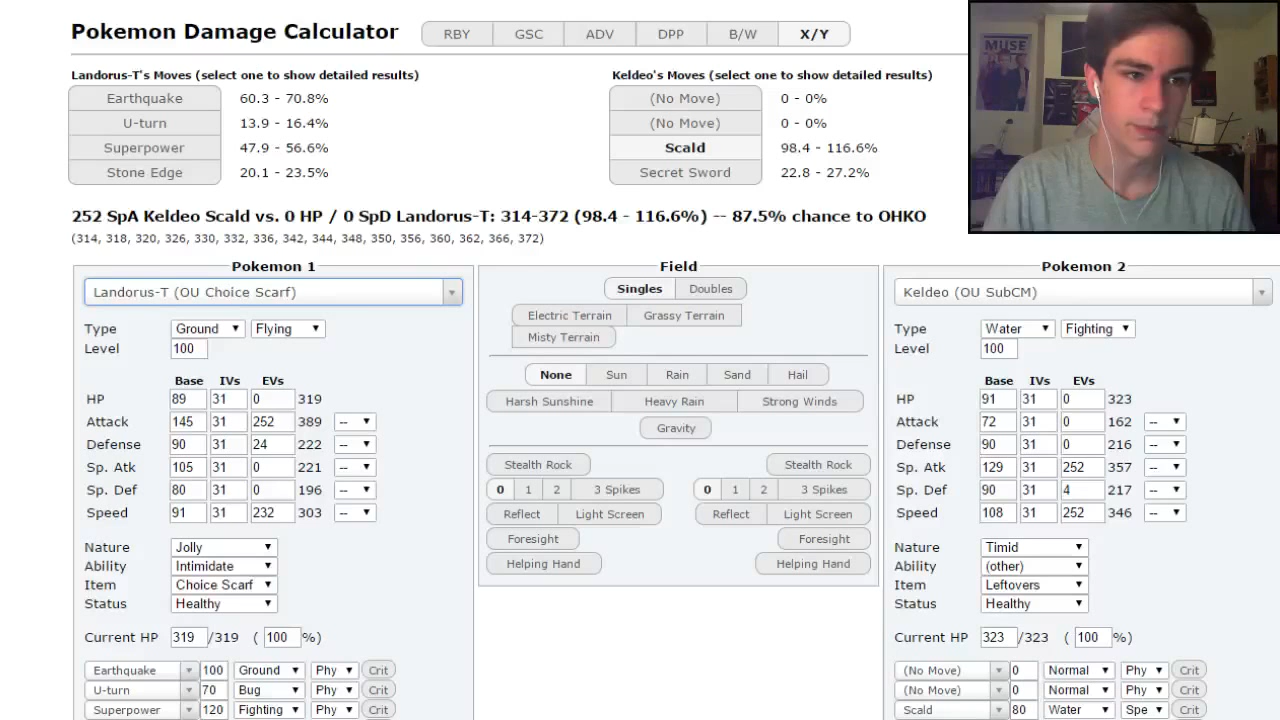 Pokemon Damage Calculator
RBY GSC ADV DPP B/W X/Y
MUSE
Landorus-T's Moves (select one to show detailed results)
Earthquake 60.3 - 70.8%
U-turn 13.9 - 16.4%
Superpower 47.9 - 56.6%
Stone Edge 20.1 - 23.5%
Keldeo's Moves (select one to show detailed results)
(No Move) 0 - 0%
(No Move) 0 - 0%
Scald 98.4 - 116.6%
Secret Sword 22.8 - 27.2%
252 SpA Keldeo Scald vs. 0 HP / 0 SpD Landorus-T: 314-372 (98.4 - 116.6%) -- 87.5% chance to OHKO
(314, 318, 320, 326, 330, 332, 336, 342, 344, 348, 350, 356, 360, 362, 366, 372)
Pokemon 1
Landorus-T (OU Choice Scarf)
Type Ground Flying
Level 100
Base IVs EVs
HP 89 31 0 319
Attack 145 31 252 389 --
Defense 90 31 24 222 --
Sp. Atk 105 31 0 221 --
Sp. Def 80 31 0 196 --
Speed 91 31 232 303 --
Nature Jolly
Ability Intimidate
Item Choice Scarf
Status Healthy
Current HP 319 /319 ( 100 %)
Earthquake 100 Ground Phy Crit
U-turn 70 Bug Phy Crit
Superpower 120 Fighting Phy Crit
Field
Singles Doubles
Electric Terrain Grassy Terrain
Misty Terrain
None Sun Rain Sand Hail
Harsh Sunshine Heavy Rain Strong Winds
Gravity
Stealth Rock Stealth Rock
0 1 2 3 Spikes 0 1 2 3 Spikes
Reflect Light Screen Reflect Light Screen
Foresight Foresight
Helping Hand Helping Hand
Pokemon 2
Keldeo (OU SubCM)
Type Water Fighting
Level 100
Base IVs EVs
HP 91 31 0 323
Attack 72 31 0 162 --
Defense 90 31 0 216 --
Sp. Atk 129 31 252 357 --
Sp. Def 90 31 4 217 --
Speed 108 31 252 346 --
Nature Timid
Ability (other)
Item Leftovers
Status Healthy
Current HP 323 /323 ( 100 %)
(No Move) 0 Normal Phy Crit
(No Move) 0 Normal Phy Crit
Scald 80 Water Spe Crit